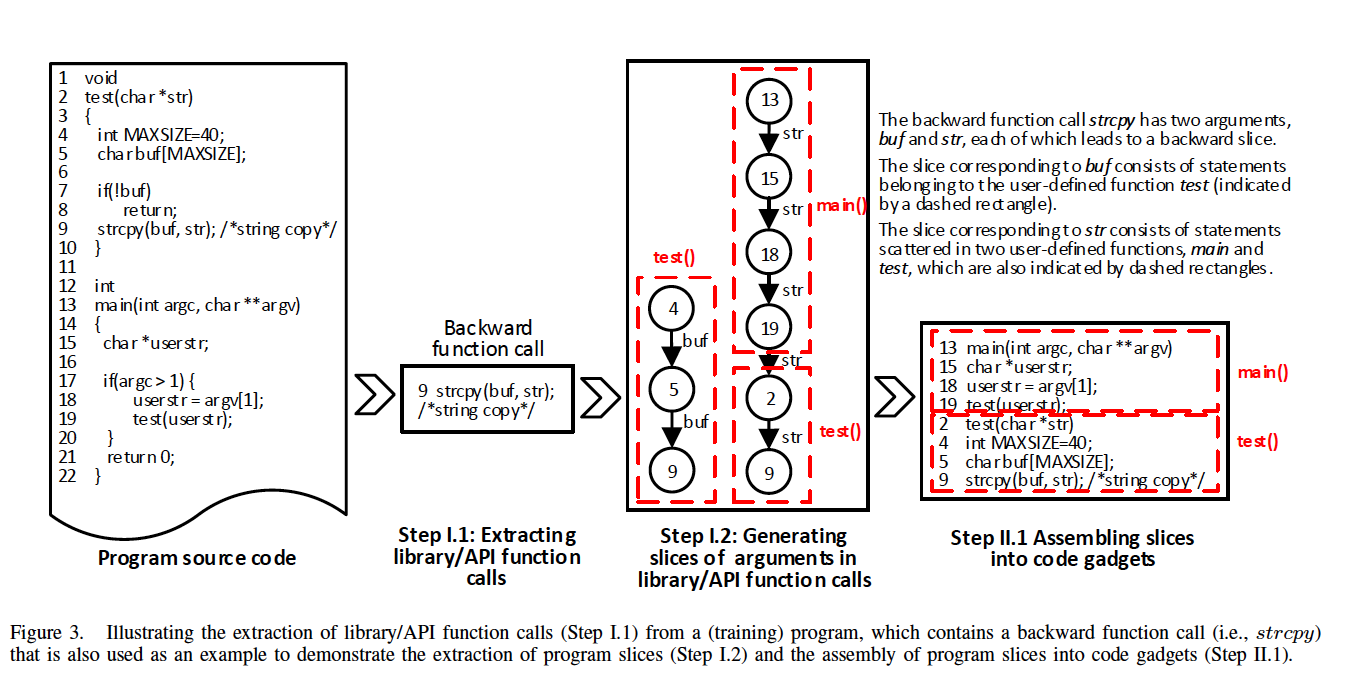 1 void
2 test(char *str)
3 {
4 int MAXSIZE=40;
5 charbuf[MAXSIZE];
6
7 if(!buf)
8 return;
9 strcpy(buf, str); /*string copy*/
10 }
11
12 int
13 main(int argc, char **argv)
14 {
15 char *userstr;
16
17 if(argc > 1) {
18 userstr = argv[1];
19 test(userstr);
20 }
21 return 0;
22 }
Program source code
Backward
function call
9 strcpy(buf, str);
/*string copy*/
Step I.1: Extracting
library/API function
calls
test()
4
buf
5
buf
9
13
str
15
str
main()
18
str
19
str
2
str
test()
9
Step I.2: Generating
slices of arguments in
library/API function calls
The backward function call strcpy has two arguments,
buf and str, each of which leads to a backward slice.
The slice corresponding to buf consists of statements
belonging to the user-defined function test (indicated
by a dashed rectangle).
The slice corresponding to str consists of statements
scattered in two user-defined functions, main and
test, which are also indicated by dashed rectangles.
13 main(int argc, char **argv)
15 char *userstr;
18 userstr = argv[1];
19 test(userstr);
main()
2 test(char *str)
4 int MAXSIZE=40;
5 charbuf[MAXSIZE];
9 strcpy(buf, str); /*string copy*/
test()
Step II.1 Assembling slices
into code gadgets
Figure 3. Illustrating the extraction of library/API function calls (Step I.1) from a (training) program, which contains a backward function call (i.e., strcpy)
that is also used as an example to demonstrate the extraction of program slices (Step I.2) and the assembly of program slices into code gadgets (Step II.1).